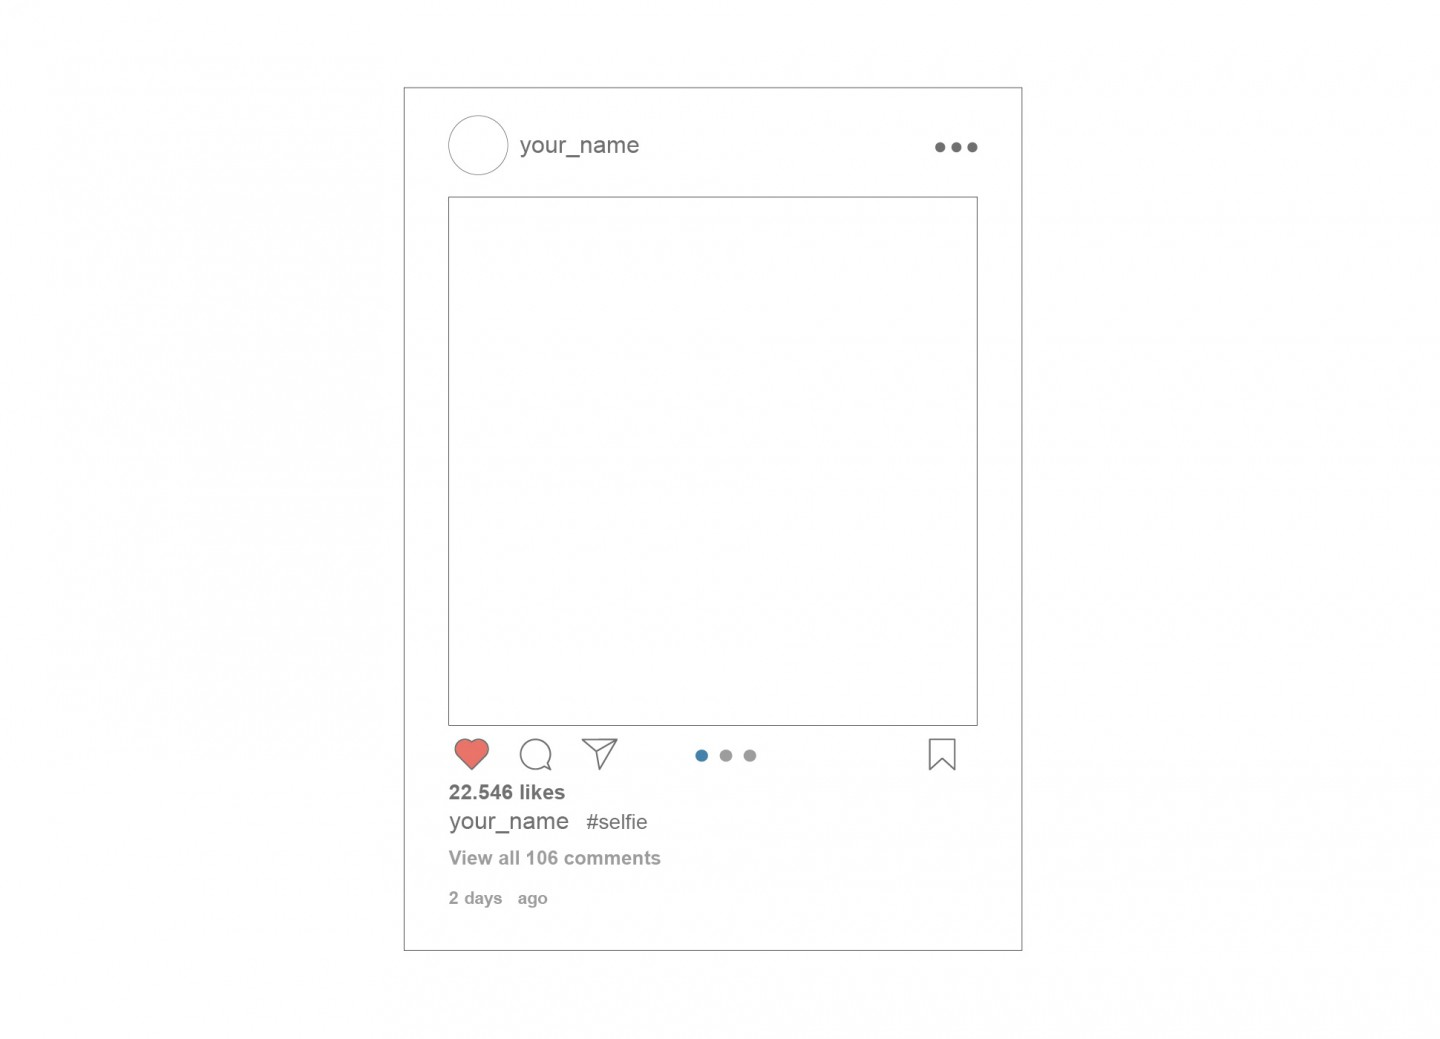 your_name
22.546 likes
your_name #selfie
View all 106 comments
2 days ago